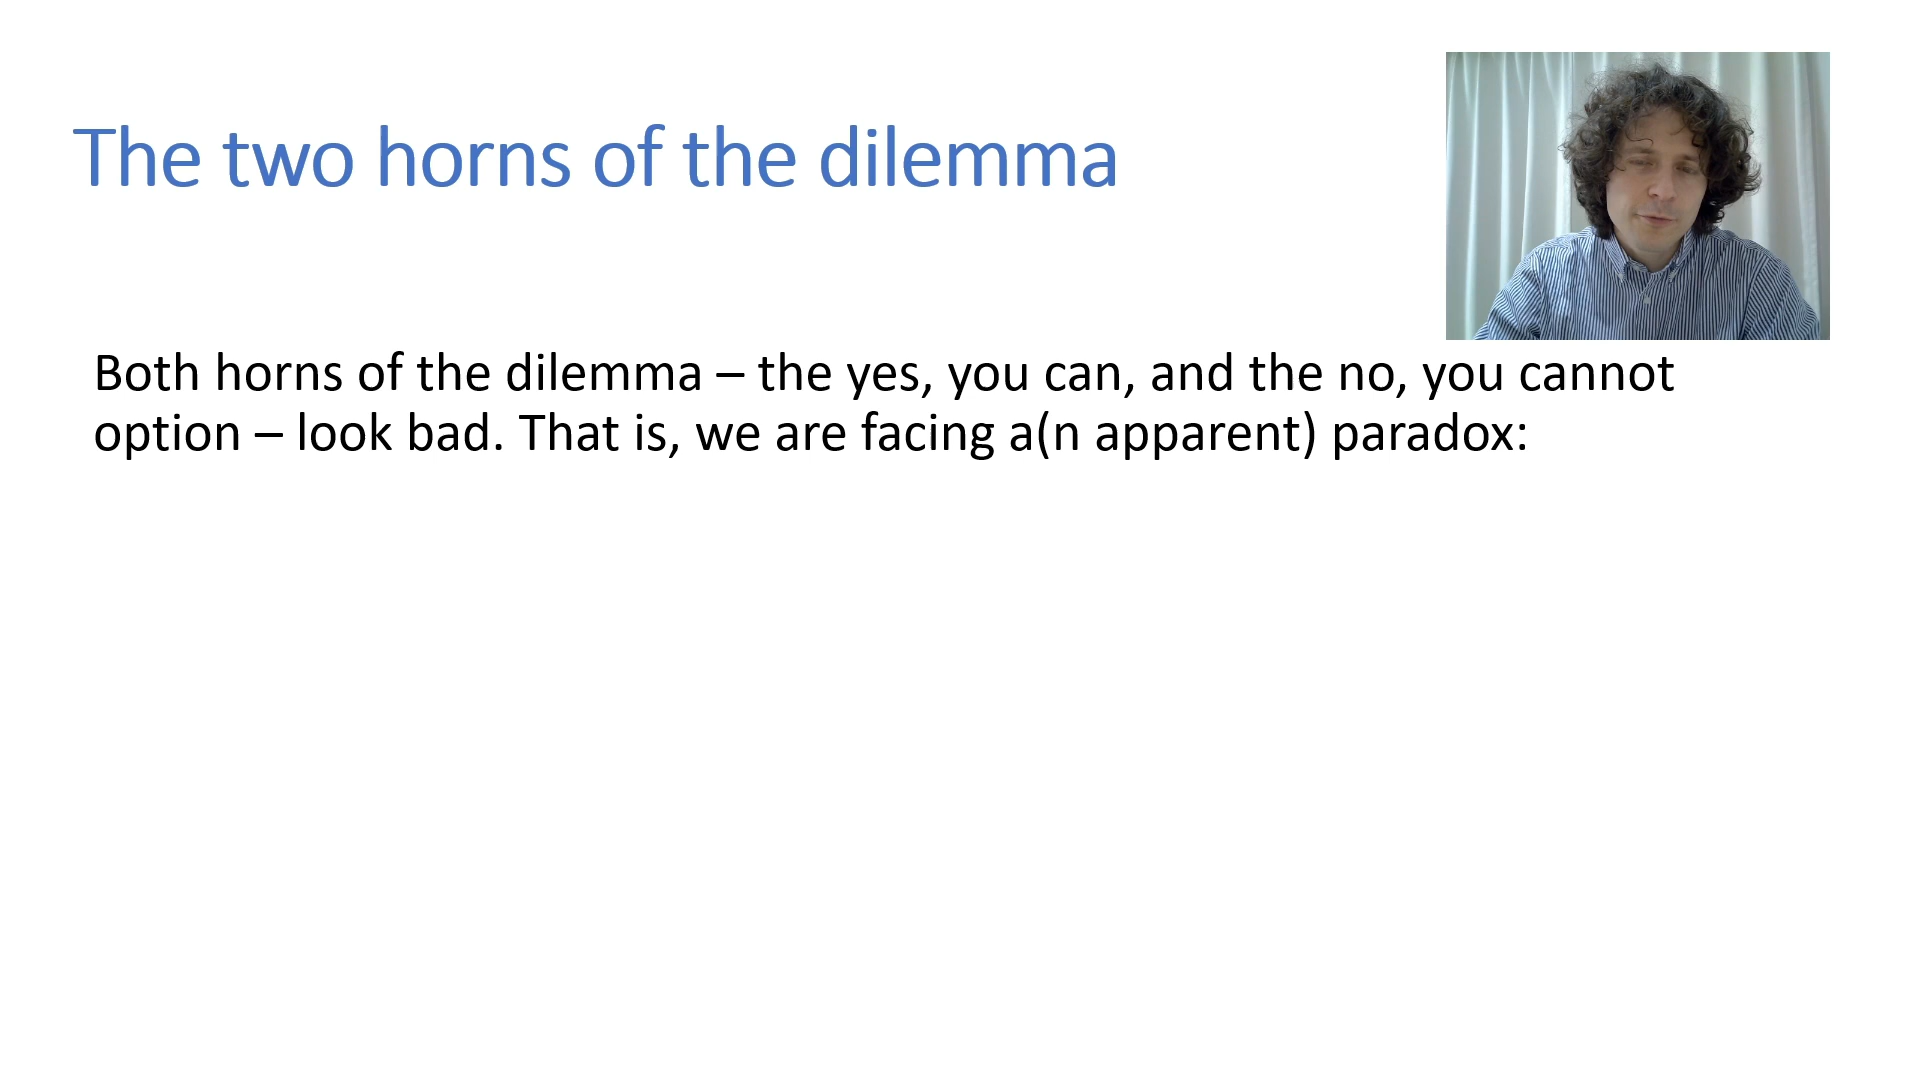 The two horns of the dilemma
Both horns of the dilemma – the yes, you can, and the no, you cannot
option – look bad. That is, we are facing a(n apparent) paradox: